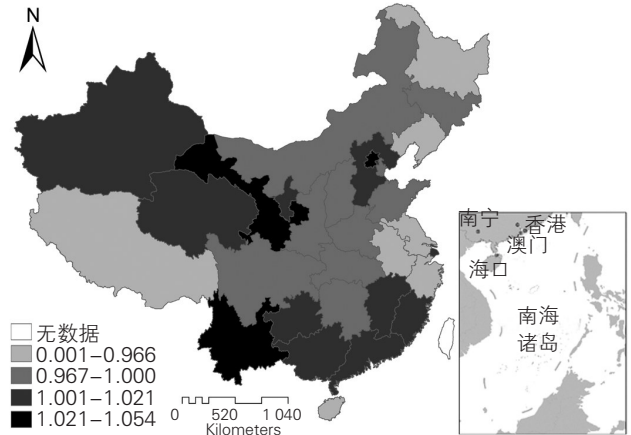 N
南宁
香港
澳门
海口
南海
诸岛
无数据
0.001–0.966
0.967–1.000
1.001–1.021
1.021–1.054
0 520 1 040
Kilometers